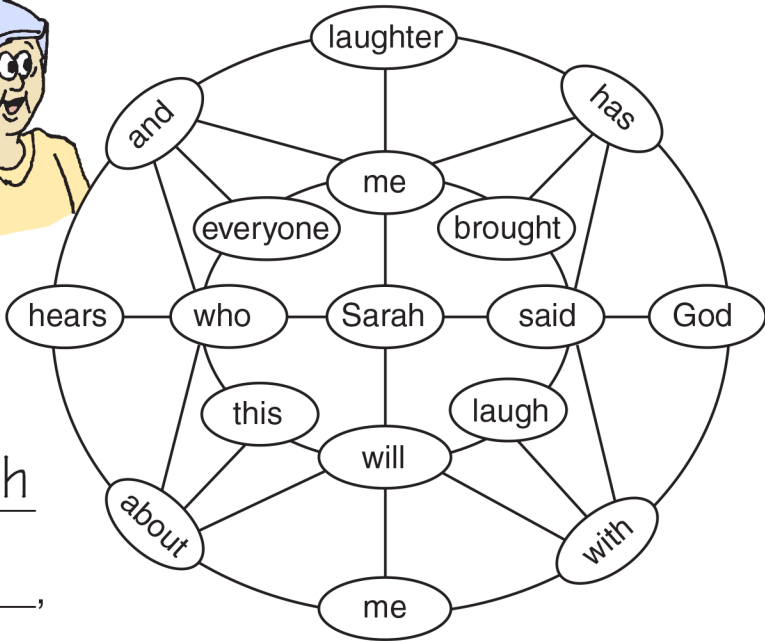 laughter
and
has
me
everyone
brought
hears
who
Sarah
said
God
this
laugh
will
h
about
with
,
me